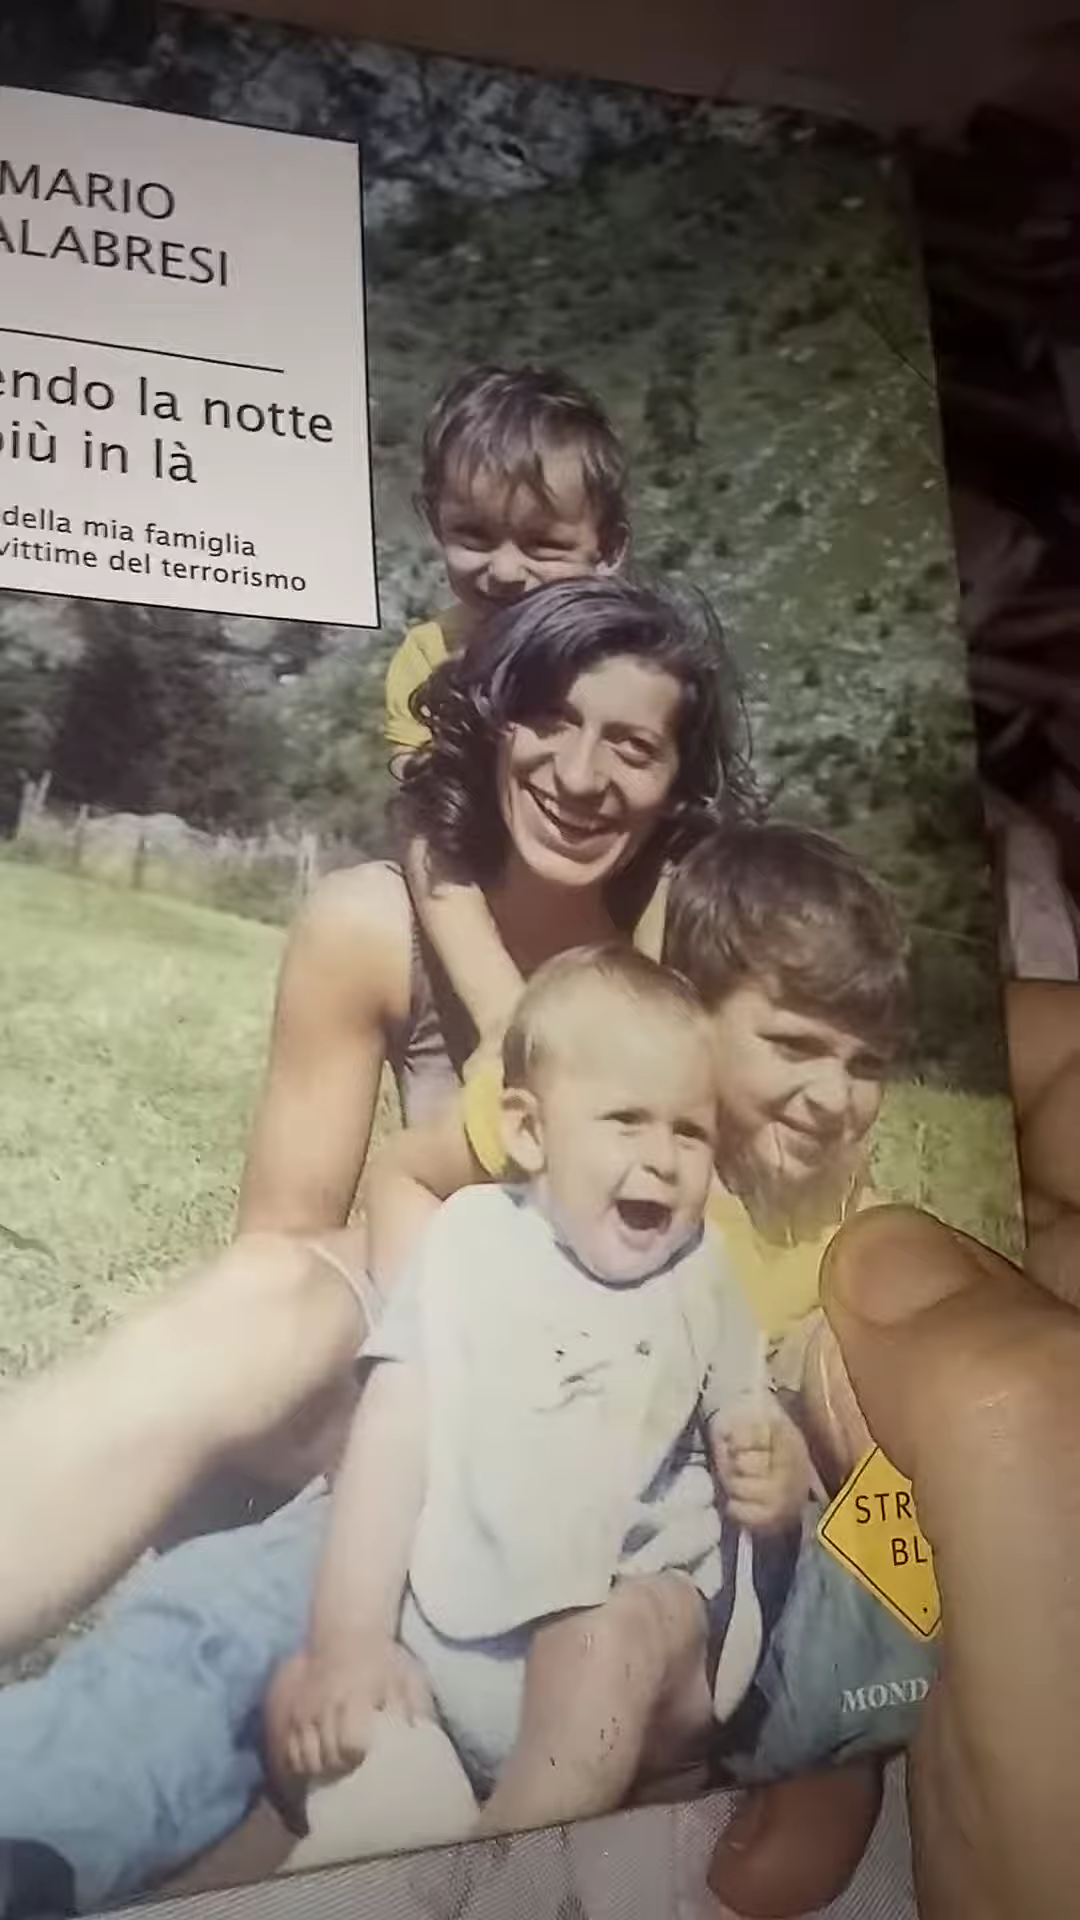 MARIO
ALABRESI
endo la notte
più in là
della mia famiglia
vittime del terrorismo
STR
BL
MOND